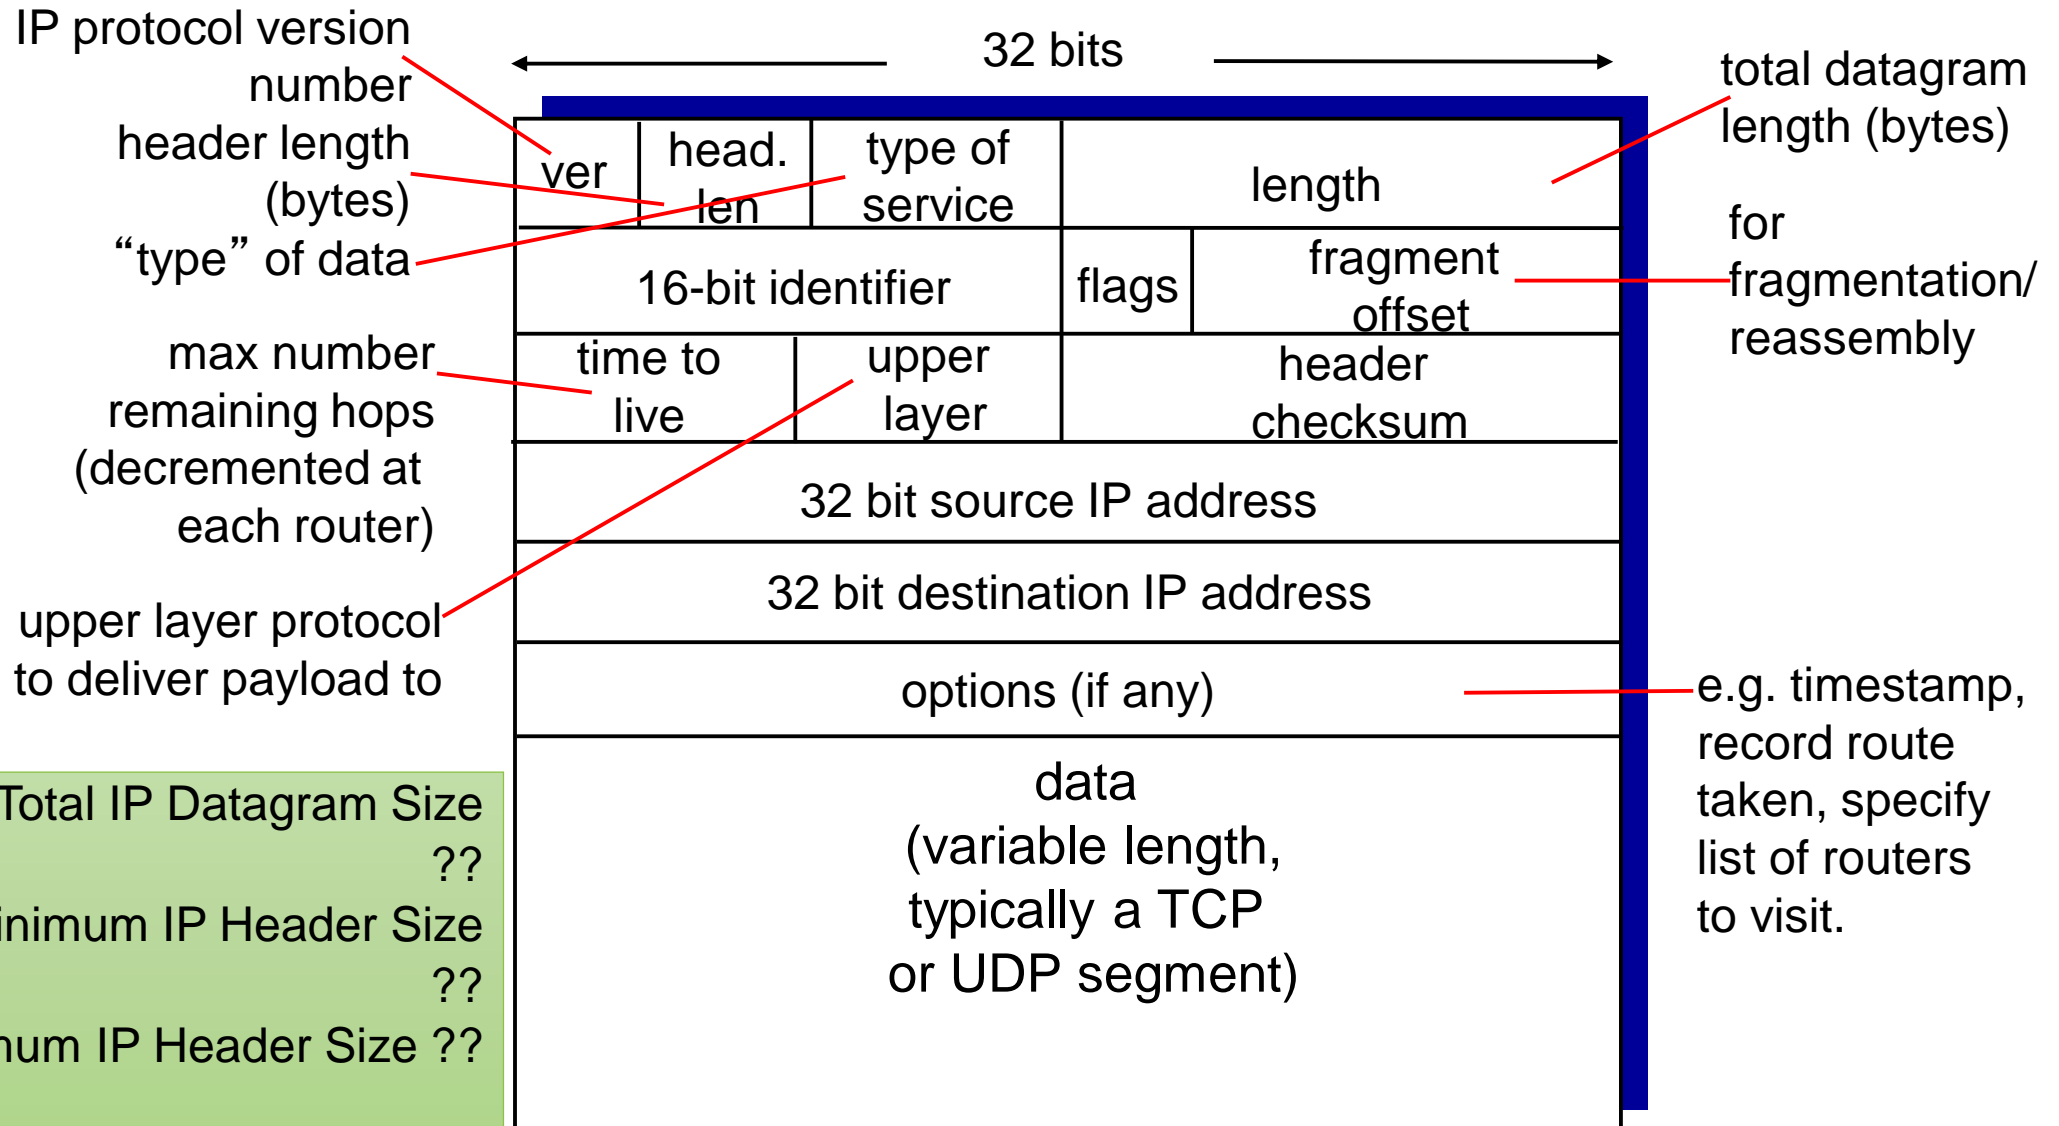 IP protocol version
number
header length
(bytes)
“type” of data
max number
remaining hops
(decremented at
each router)
upper layer protocol
to deliver payload to
Total IP Datagram Size
??
IP Header Size
??
IP Header Size ??
32 bits
ver
head.
len
type of
service
length
16-bit identifier
flags
fragment
offset
time to
live
upper
layer
header
checksum
32 bit source IP address
32 bit destination IP address
options (if any)
data
(variable length,
typically a TCP
or UDP segment)
total datagram
length (bytes)
for
fragmentation/
reassembly
e.g. timestamp,
record route
taken, specify
list of routers
to visit.